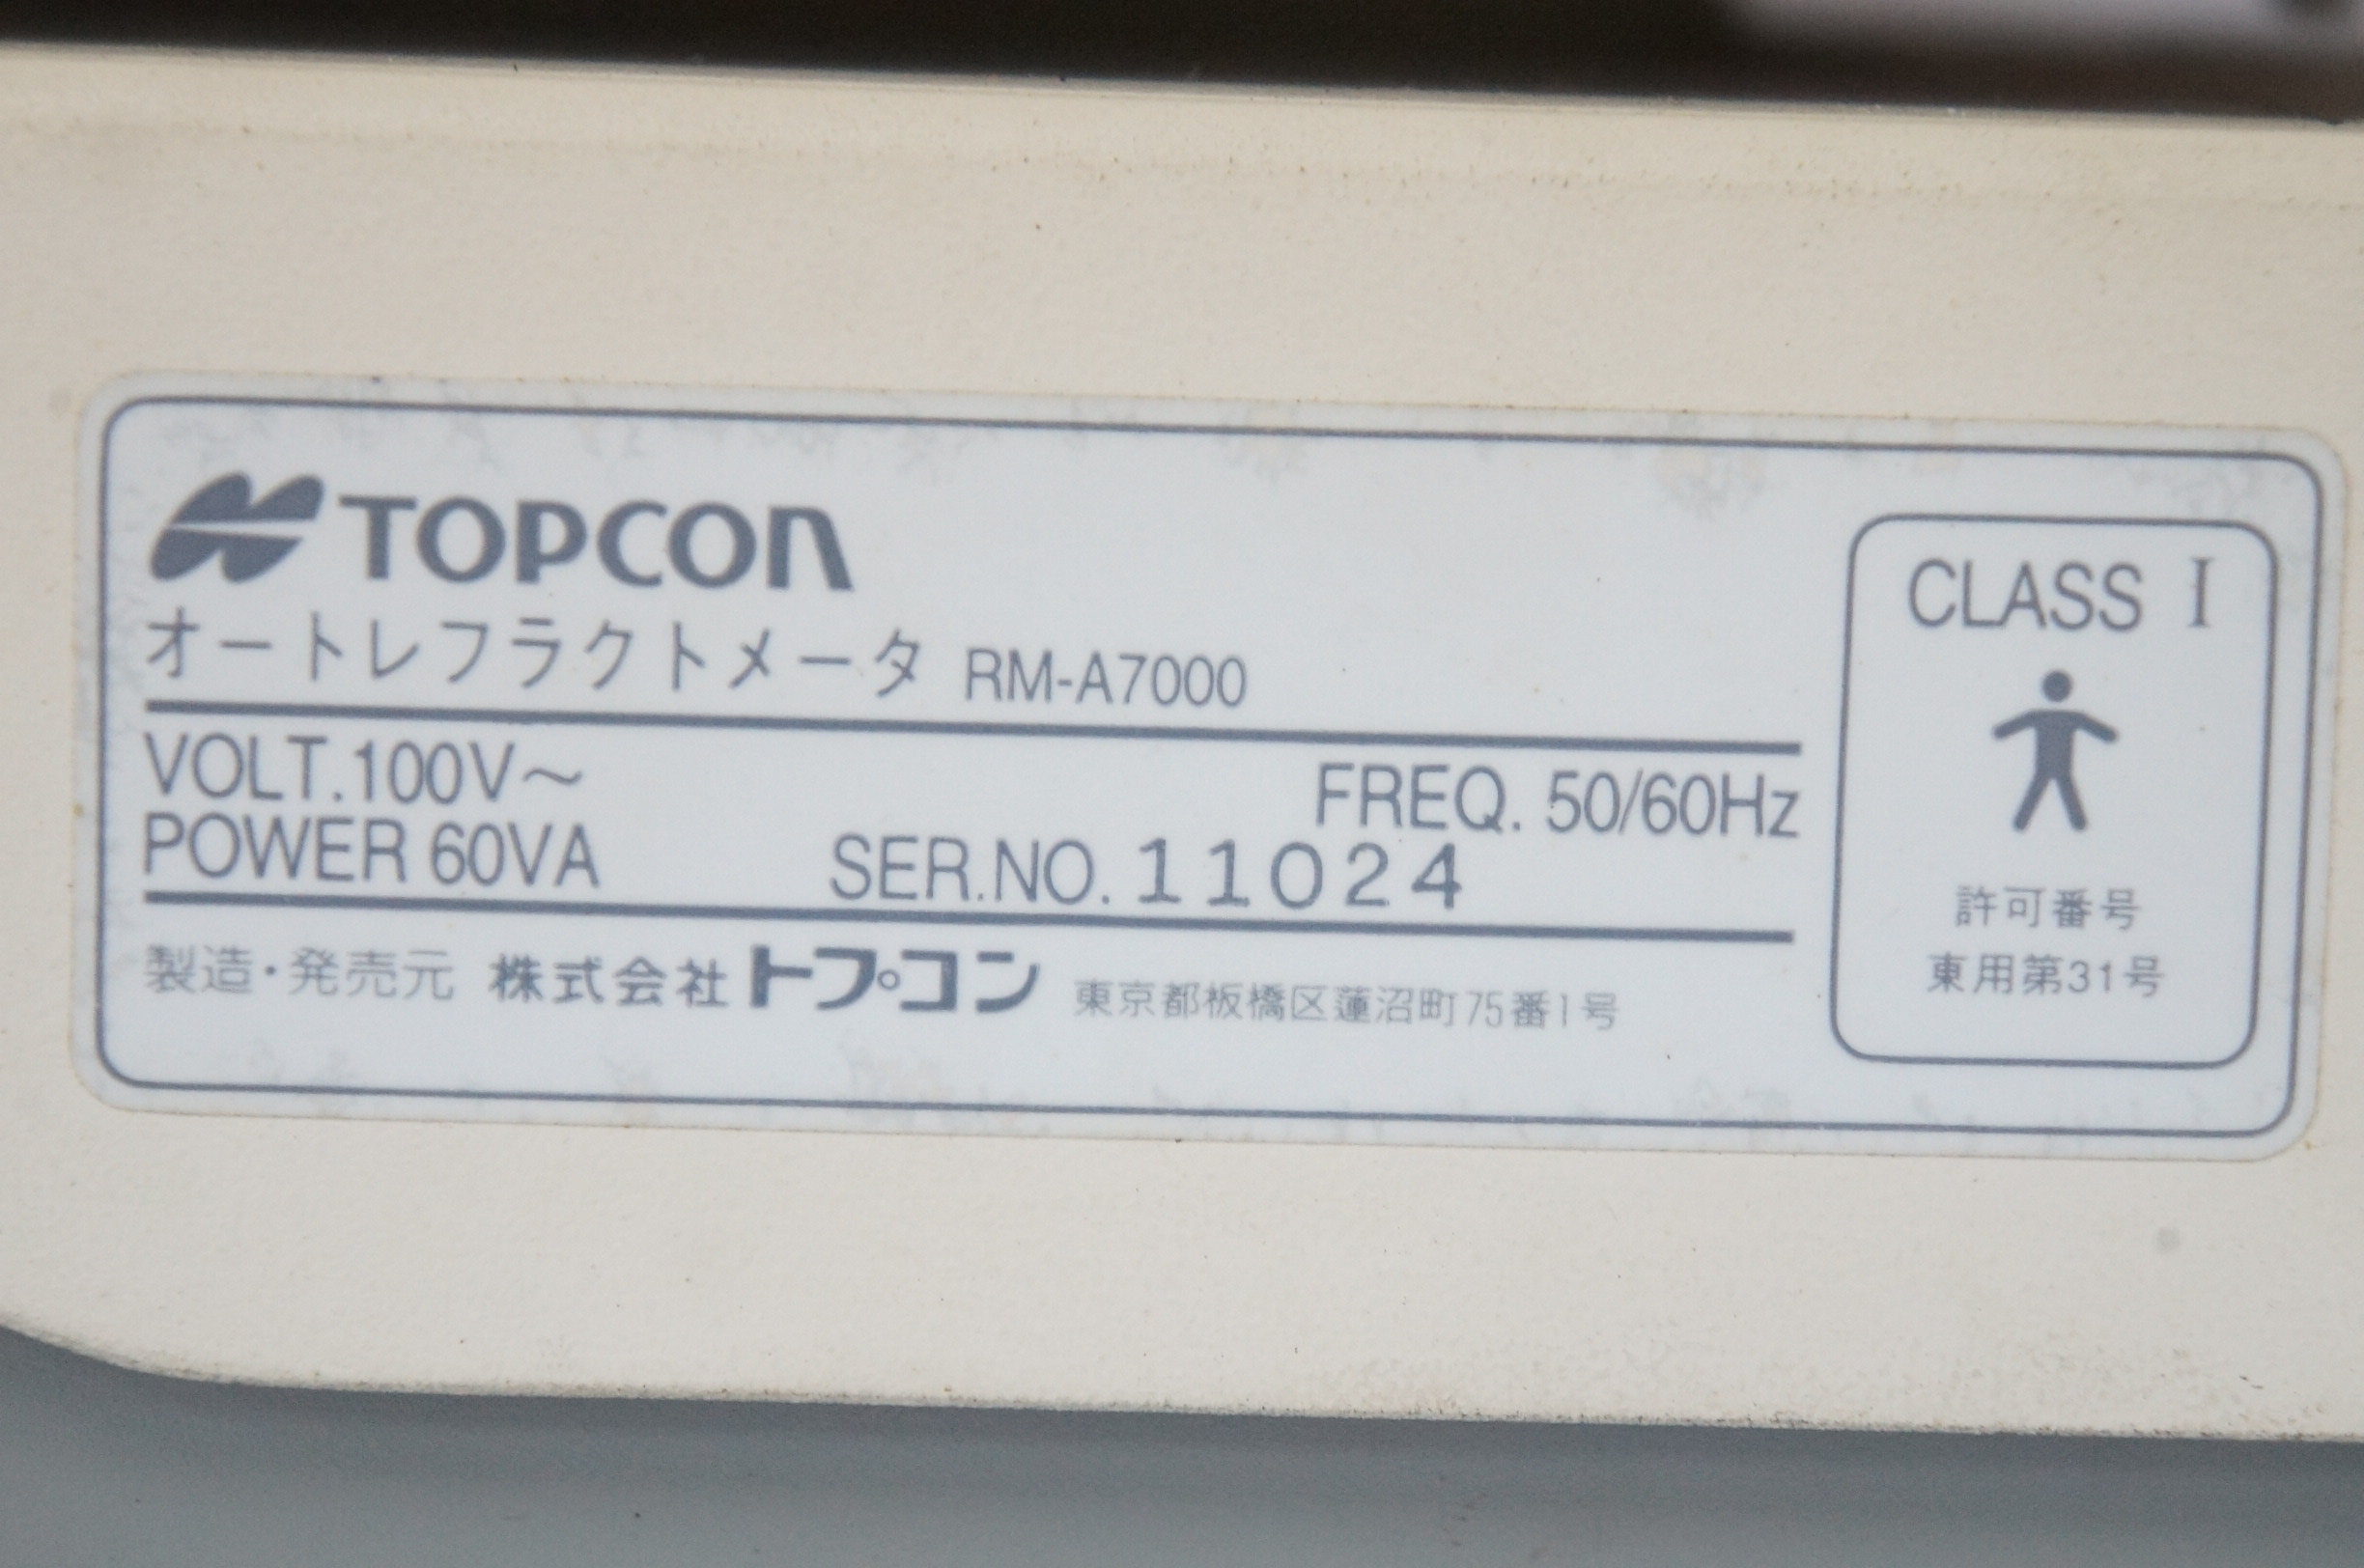 TOPCON
オートレフラクトメータ RM-A7000
VOLT.100V～ FREQ. 50/60Hz
POWER 60VA SER.NO. 11024
製造・発売元 株式会社トプコン 東京都板橋区蓮沼町75番1号
CLASS I
許可番号
東用第31号